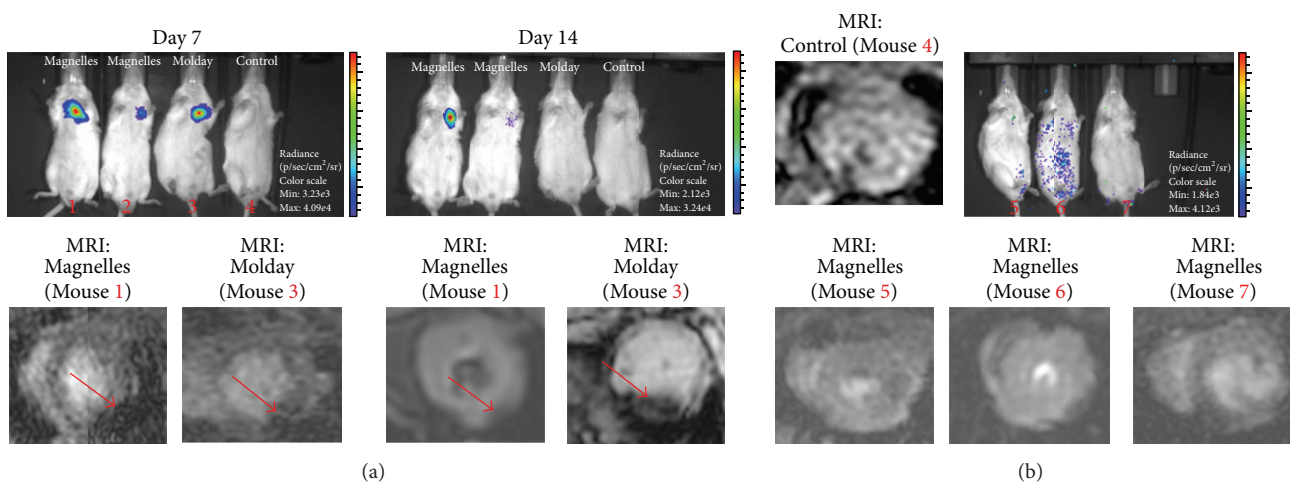 Day 7
Magnelles Magnelles Molday Control
Radiance
(p/sec/cm²/sr)
Color scale
Min: 3.23e3
Max: 4.09e4
1 2 3 4
Day 14
Magnelles Magnelles Molday Control
Radiance
(p/sec/cm²/sr)
Color scale
Min: 2.12e3
Max: 3.24e4
MRI:
Control (Mouse 4)
Radiance
(p/sec/cm²/sr)
Color scale
Min: 1.84e3
Max: 4.12e3
5 6 7
MRI:
Magnelles
(Mouse 1)
MRI:
Molday
(Mouse 3)
MRI:
Magnelles
(Mouse 1)
MRI:
Molday
(Mouse 3)
MRI:
Magnelles
(Mouse 5)
MRI:
Magnelles
(Mouse 6)
MRI:
Magnelles
(Mouse 7)
(a)
(b)